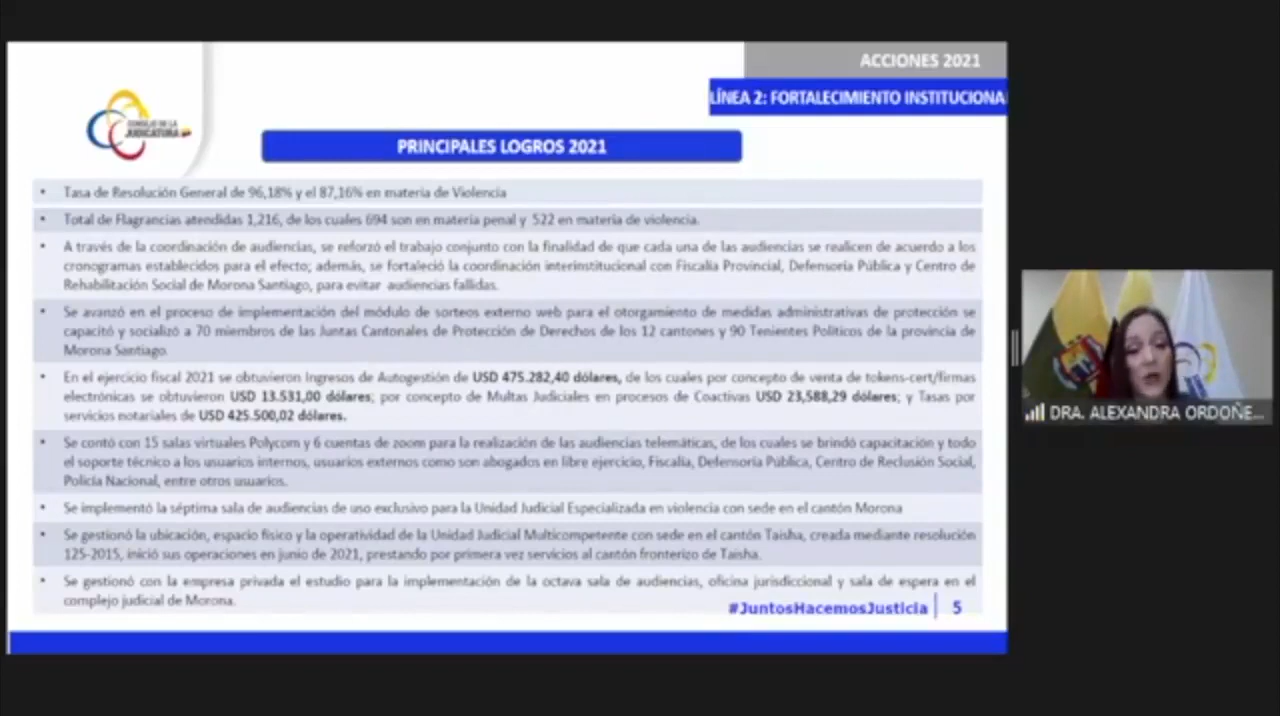 ACCIONES 2021
LÍNEA 2: FORTALECIMIENTO INSTITUCIONA
CONSEJO DE LA
JUDICATURA
PRINCIPALES LOGROS 2021
• Tasa de Resolución General de 96,18% y el 87,16% en materia de Violencia
• Total de Flagrancias atendidas 1,216, de los cuales 694 son en materia penal y 522 en materia de violencia.
• A través de la coordinación de audiencias, se reforzó el trabajo conjunto con la finalidad de que cada una de las audiencias se realicen de acuerdo a los
cronogramas establecidos para el efecto; además, se fortaleció la coordinación interinstitucional con Fiscalía Provincial, Defensoría Pública y Centro de
Rehabilitación Social de Morona Santiago, para evitar audiencias fallidas.
• Se avanzó en el proceso de implementación del módulo de sorteos externo web para el otorgamiento de medidas administrativas de protección se
capacitó y socializó a 70 miembros de las Juntas Cantonales de Protección de Derechos de los 12 cantones y 90 Tenientes Políticos de la provincia de
Morona Santiago
• En el ejercicio fiscal 2021 se obtuvieron Ingresos de Autogestión de USD 475.282,40 dólares, de los cuales por concepto de venta de tokens-cert/firmas
electrónicas se obtuvieron USD 13.531,00 dólares; por concepto de Multas Judiciales en procesos de Coactivas USD 23,588,29 dólares; y Tasas por
servicios notariales de USD 425.500,02 dólares.
• Se contó con 15 salas virtuales Polycom y 6 cuentas de zoom para la realización de las audiencias telemáticas, de los cuales se brindó capacitación y todo
el soporte técnico a los usuarios internos, usuarios externos como son abogados en libre ejercicio, Fiscalía, Defensoría Pública, Centro de Reclusión Social,
Policía Nacional, entre otros usuarios.
• Se implementó la séptima sala de audiencias de uso exclusivo para la Unidad Judicial Especializada en violencia con sede en el cantón Morona
• Se gestionó la ubicación, espacio físico y la operatividad de la Unidad Judicial Multicompetente con sede en el cantón Taisha, creada mediante resolución
125-2015, inició sus operaciones en junio de 2021, prestando por primera vez servicios al cantón fronterizo de Taisha.
• Se gestionó con la empresa privada el estudio para la implementación de la octava sala de audiencias, oficina jurisdiccional y sala de espera en el
complejo judicial de Morona.
#JuntosHacemosJusticia 5
DRA. ALEXANDRA ORDOÑE...